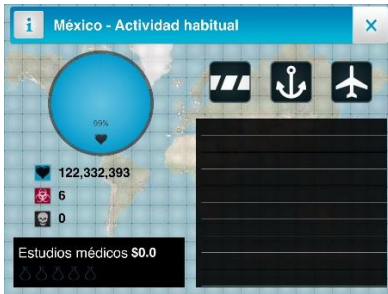 i
México - Actividad habitual
X
99%
122,332,393
6
0
Estudios médicos $0.0